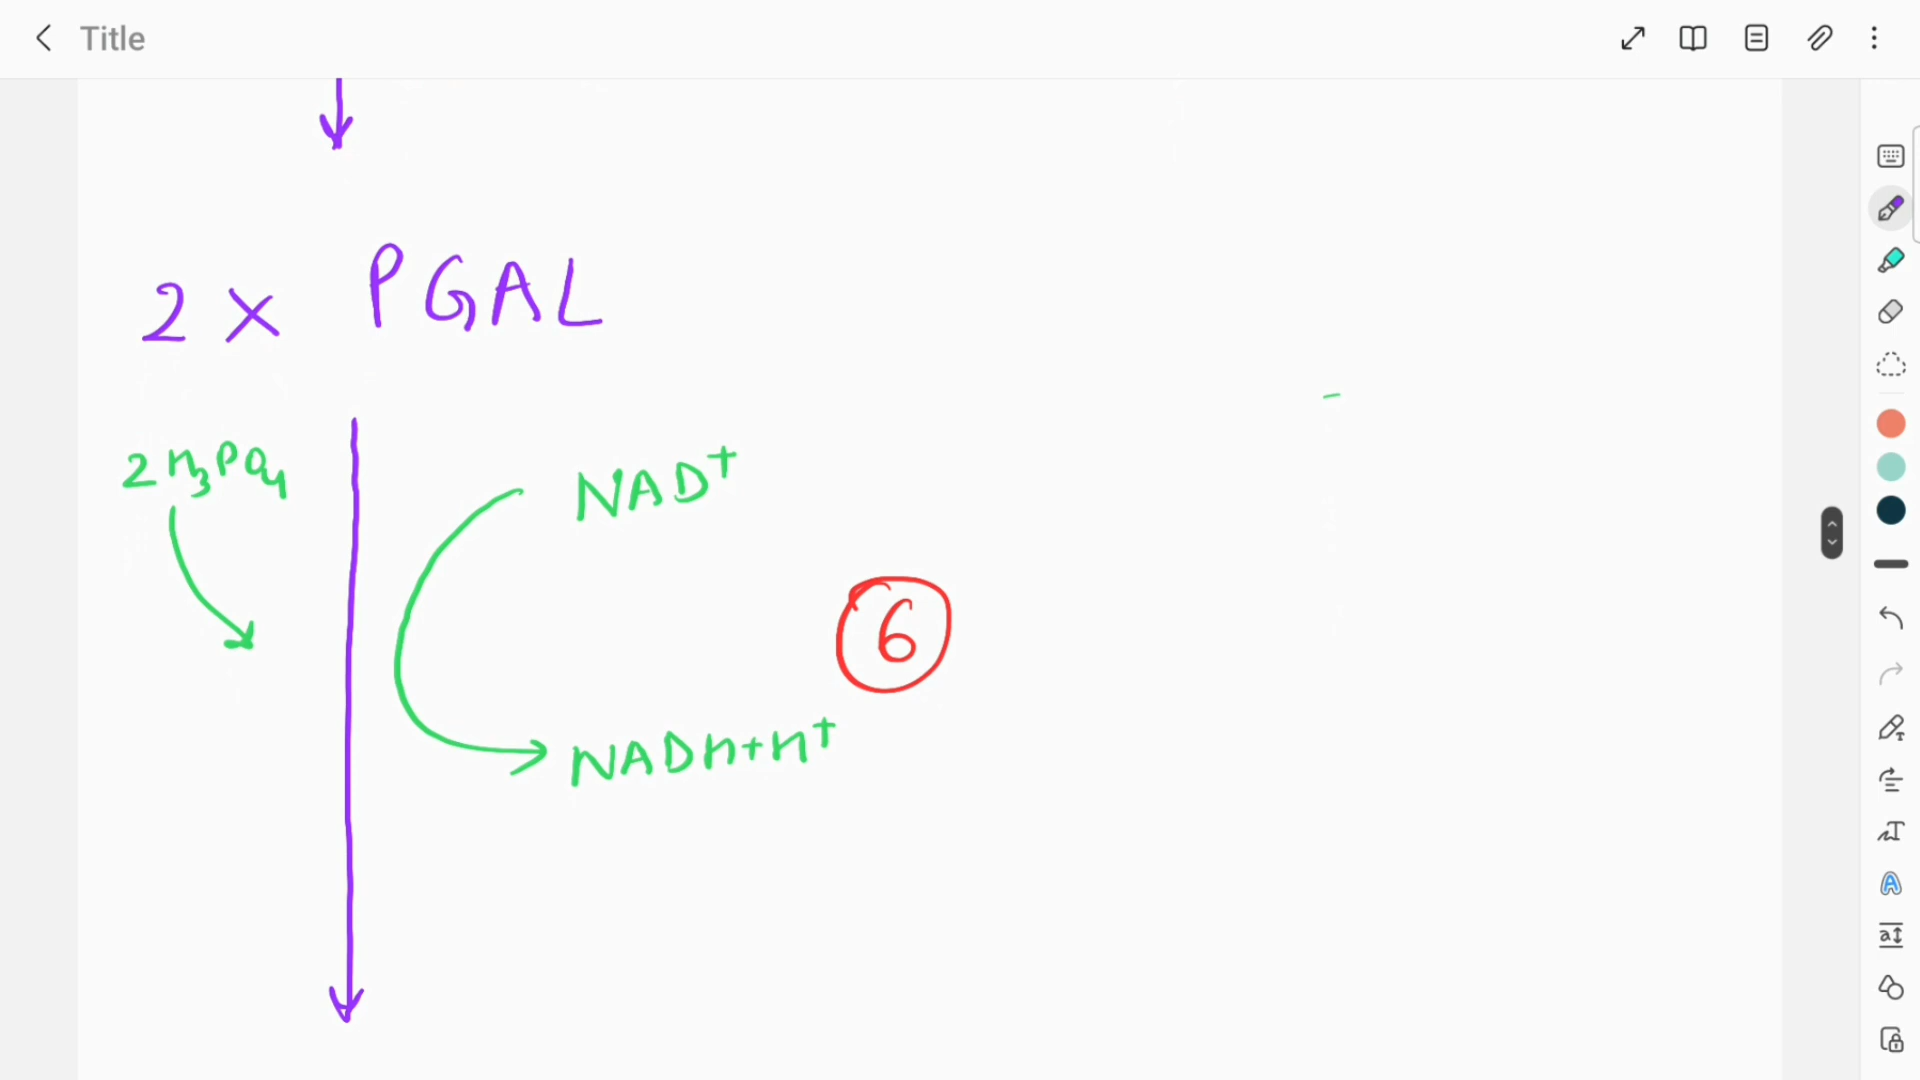 Title
2 x PGAL
2H₃PO₄
NAD⁺
6
NADH+H⁺